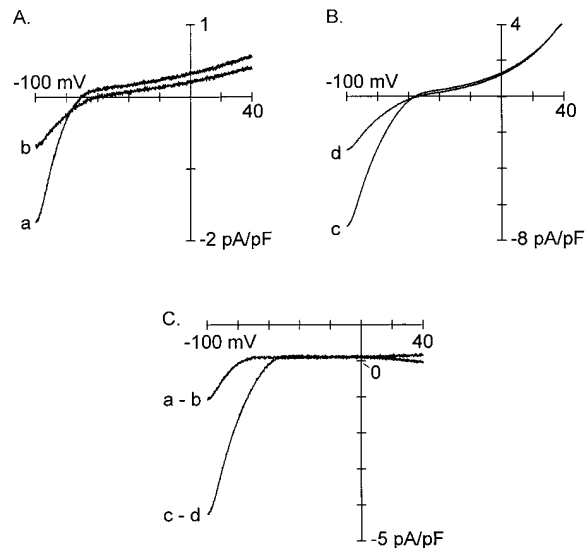 A.
1
-100 mV
40
b
a
-2 pA/pF
B.
4
-100 mV
40
d
c
-8 pA/pF
C.
-100 mV
40
0
a - b
c - d
-5 pA/pF